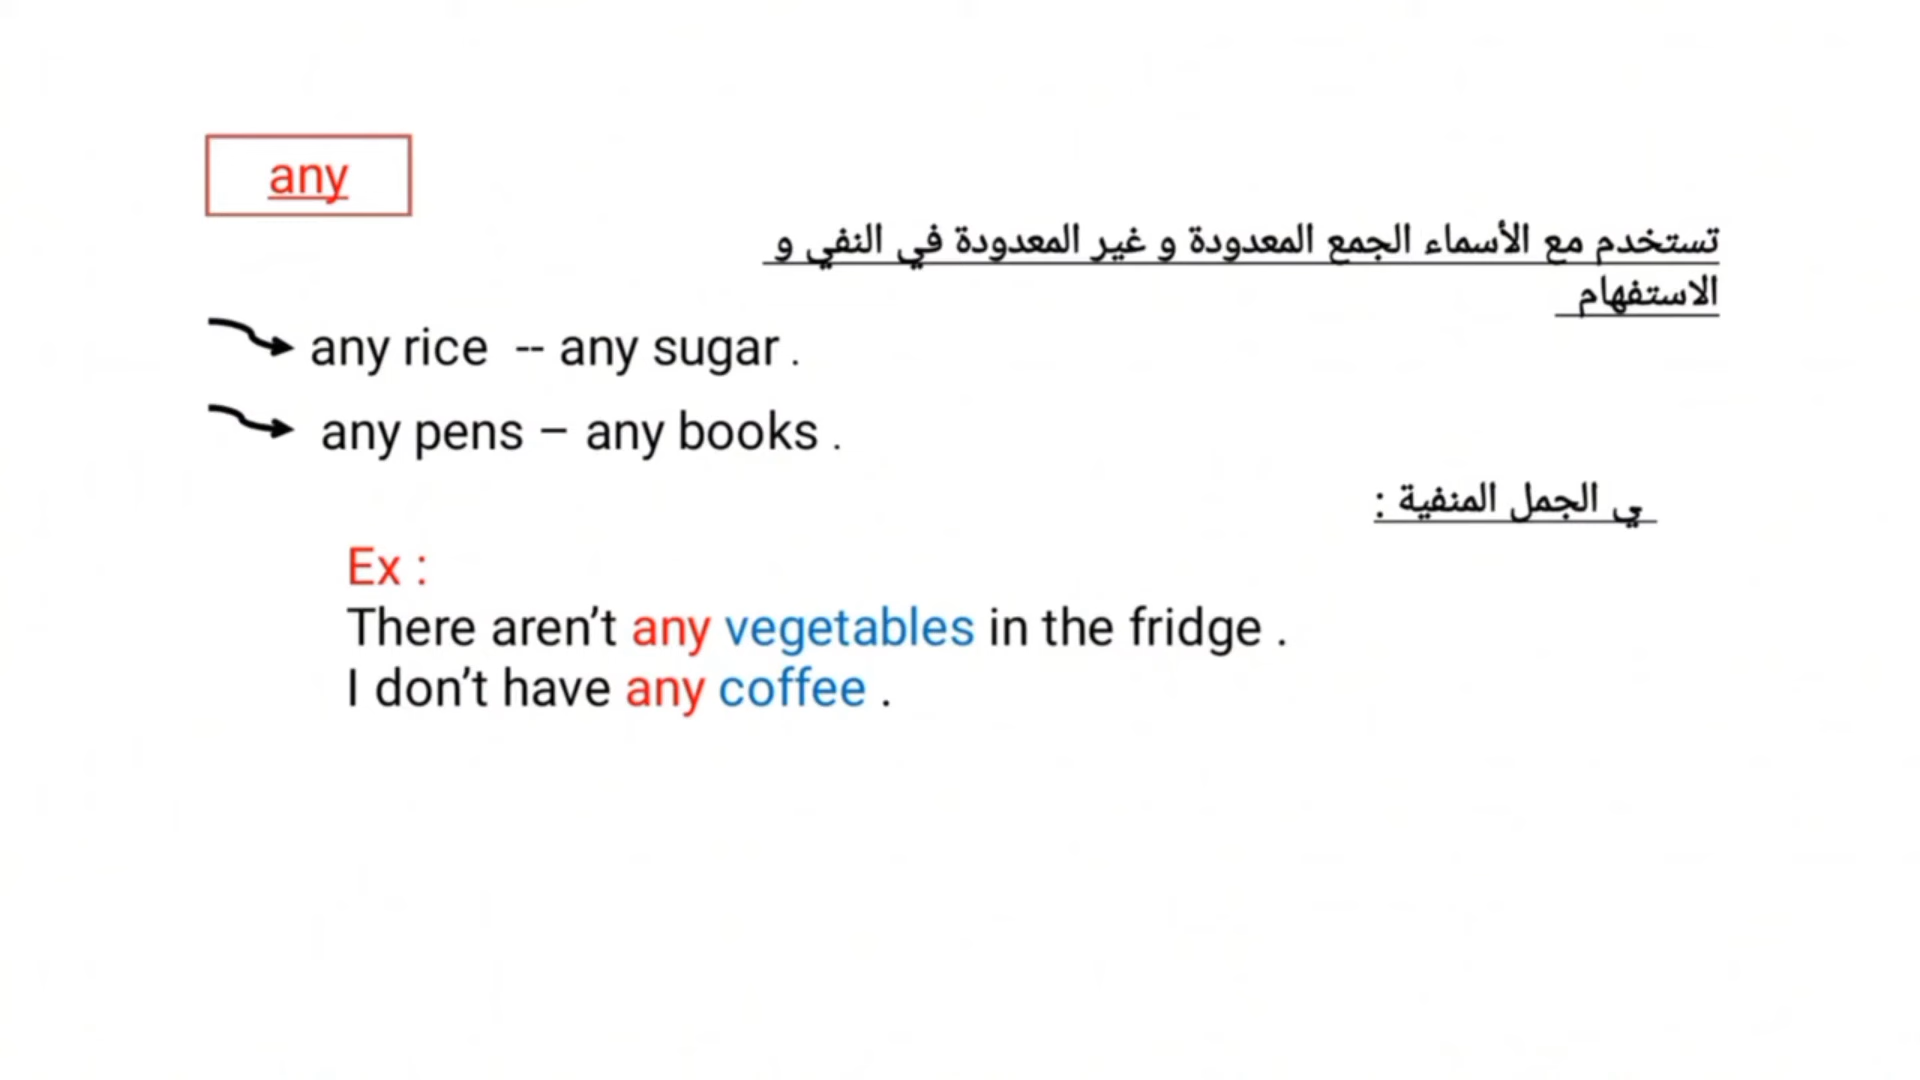 any
تستخدم مع الأسماء الجمع المعدودة و غير المعدودة في النفي و
الاستفهام
any rice -- any sugar .
any pens – any books .
ي الجمل المنفية :
Ex :
There aren’t any vegetables in the fridge .
I don’t have any coffee .